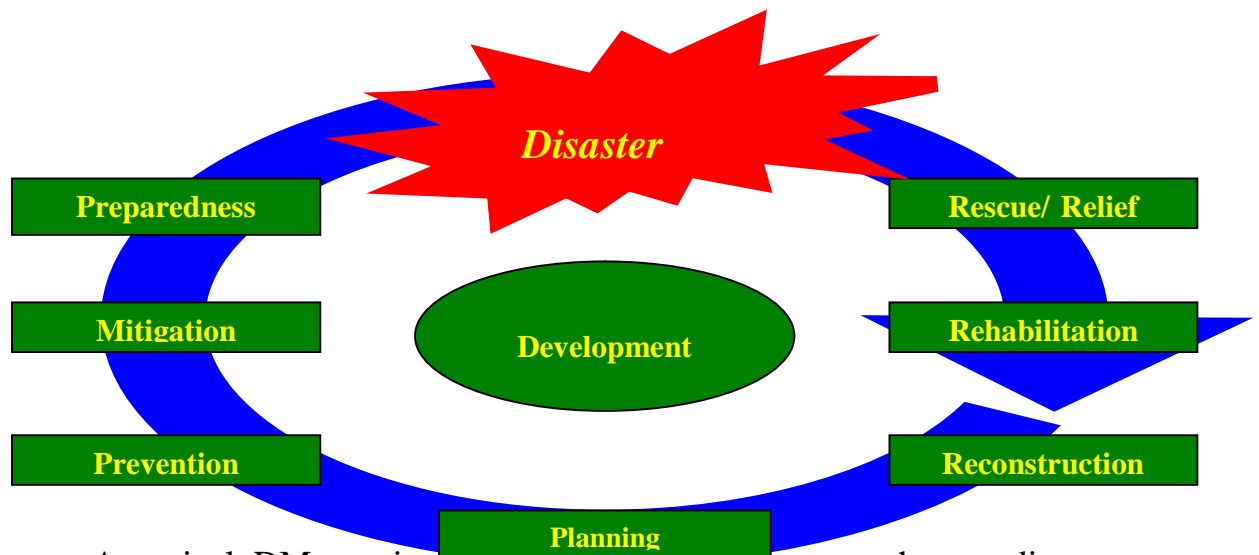 Disaster
Preparedness
Rescue/ Relief
Mitigation
Rehabilitation
Development
Prevention
Reconstruction
Planning